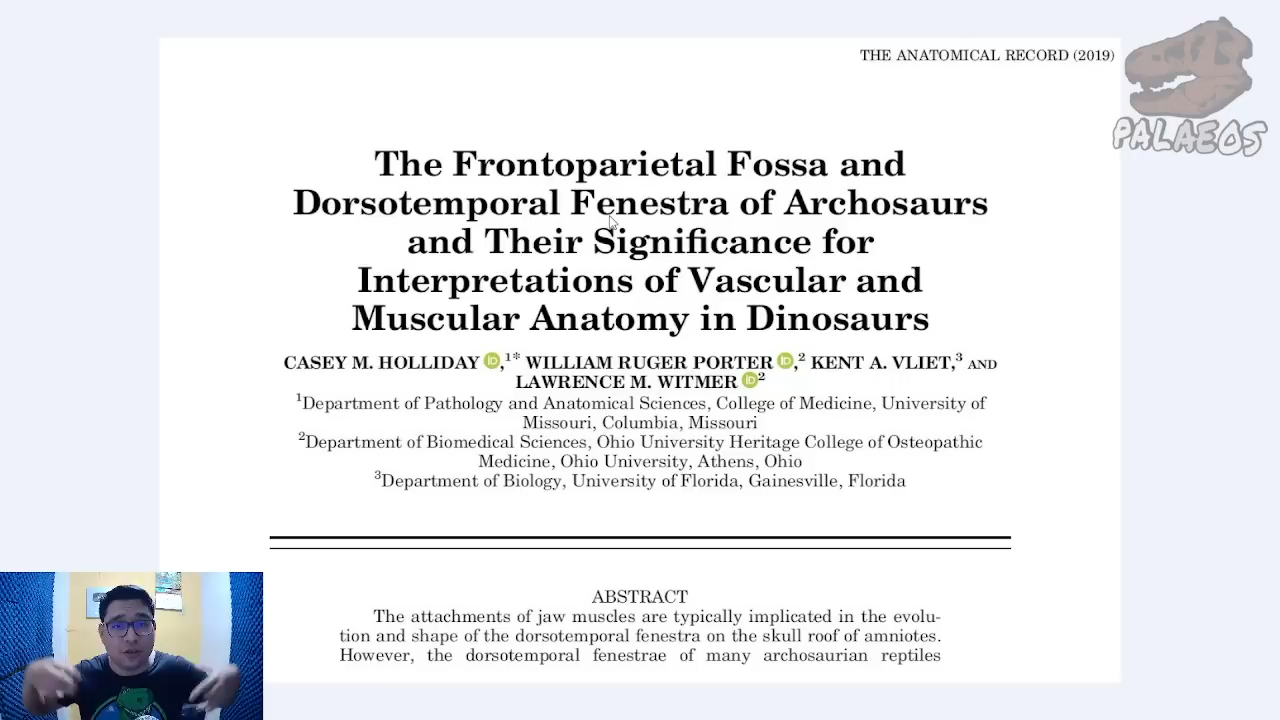 THE ANATOMICAL RECORD (2019)
PALAEOS
The Frontoparietal Fossa and
Dorsotemporal Fenestra of Archosaurs
and Their Significance for
Interpretations of Vascular and
Muscular Anatomy in Dinosaurs
CASEY M. HOLLIDAY iD,1* WILLIAM RUGER PORTER iD,2 KENT A. VLIET,3 AND
LAWRENCE M. WITMER iD2
1Department of Pathology and Anatomical Sciences, College of Medicine, University of
Missouri, Columbia, Missouri
2Department of Biomedical Sciences, Ohio University Heritage College of Osteopathic
Medicine, Ohio University, Athens, Ohio
3Department of Biology, University of Florida, Gainesville, Florida
ABSTRACT
The attachments of jaw muscles are typically implicated in the evolu-
tion and shape of the dorsotemporal fenestra on the skull roof of amniotes.
However, the dorsotemporal fenestrae of many archosaurian reptiles